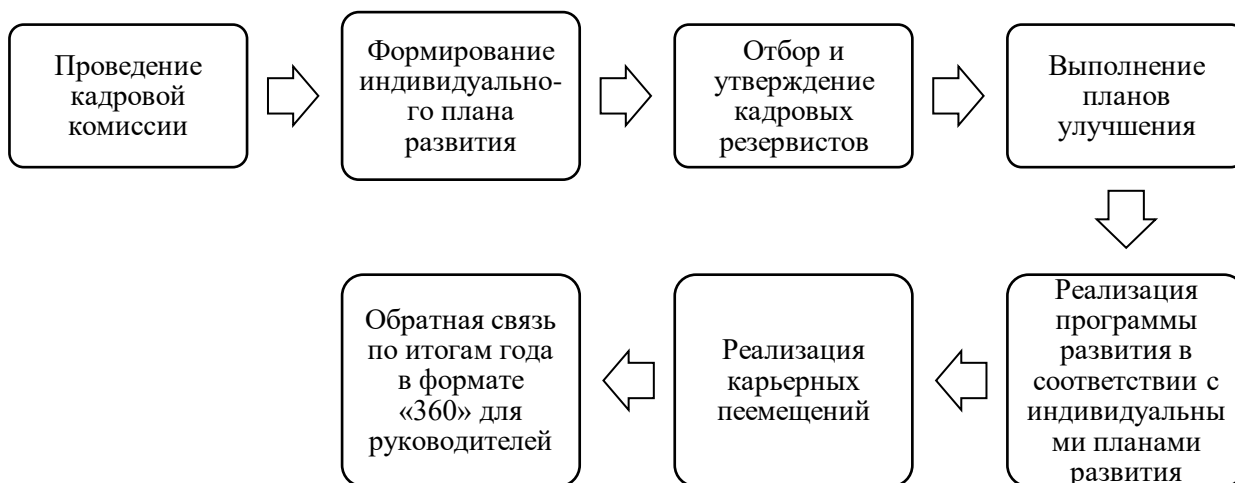 Проведение
кадровой
комиссии
Формирование
индивидуально-
го плана
развития
Отбор и
утверждение
кадровых
резервистов
Выполнение
планов
улучшения
Реализация
программы
развития в
соответствии с
индивидуальны
ми планами
развития
Реализация
карьерных
пеемещений
Обратная связь
по итогам года
в формате
«360» для
руководителей